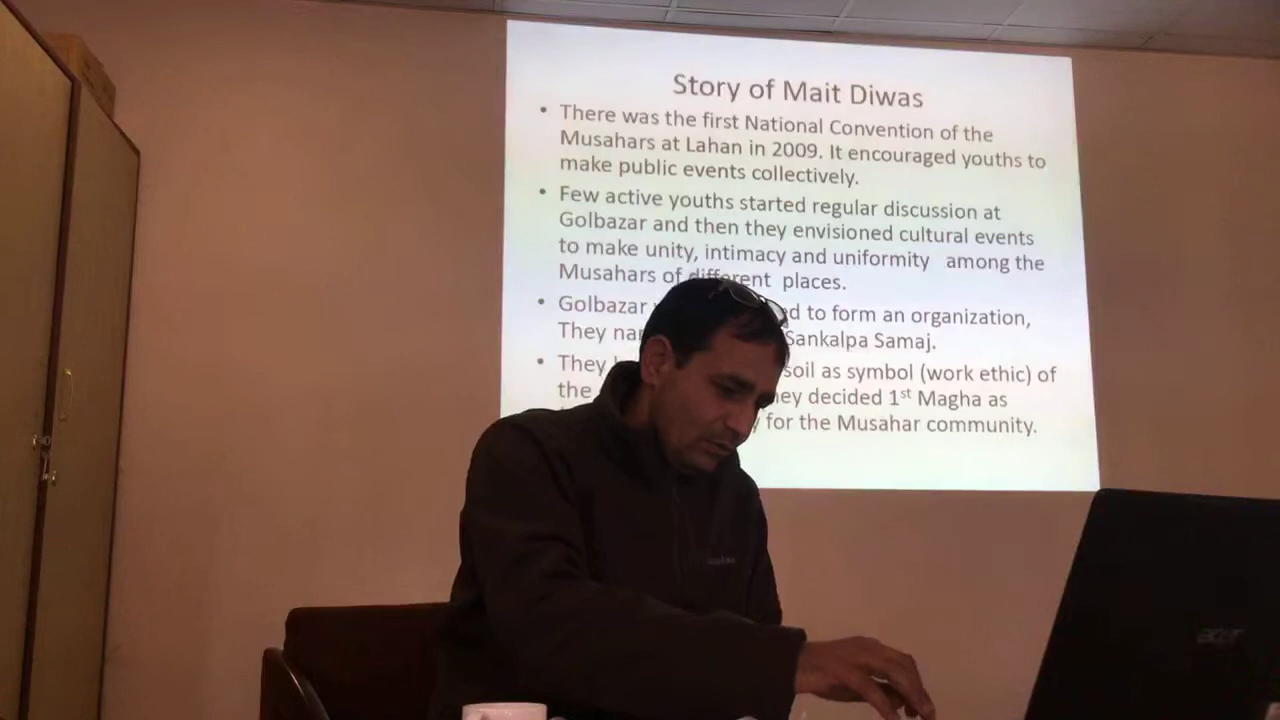 Story of Mait Diwas
• There was the first National Convention of the
Musahars at Lahan in 2009. It encouraged youths to
make public events collectively.
• Few active youths started regular discussion at
Golbazar and then they envisioned cultural events
to make unity, intimacy and uniformity among the
Musahars of different places.
• Golbazar to form an organization,
They Sankalpa Samaj.
• They soil as symbol (work ethic) of
the they decided 1st Magha as
for the Musahar community.
acer